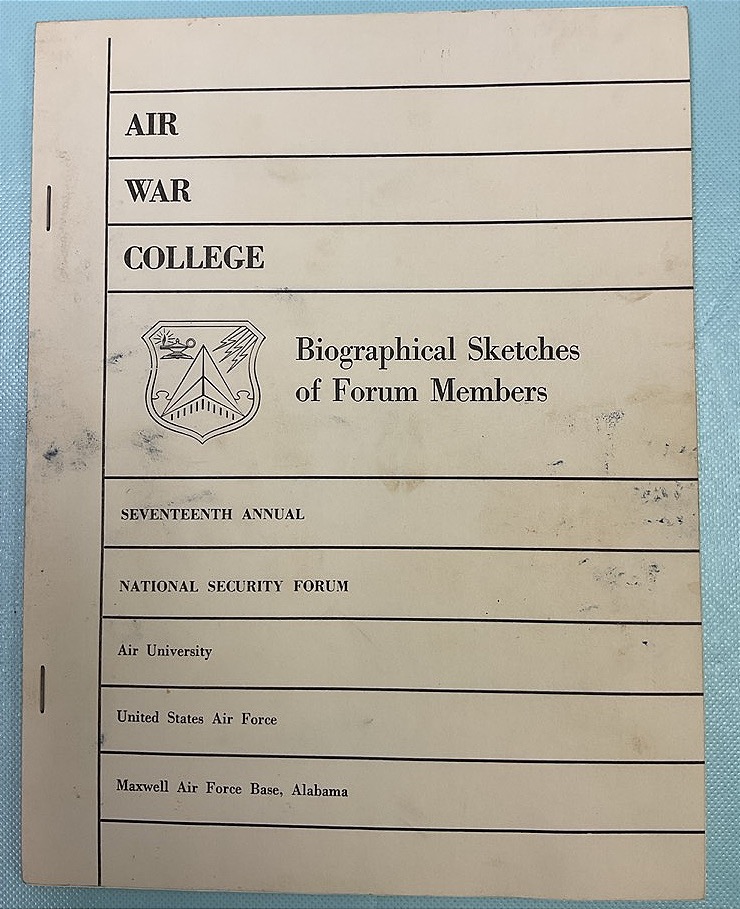 AIR
WAR
COLLEGE
Biographical Sketches
of Forum Members
SEVENTEENTH ANNUAL
NATIONAL SECURITY FORUM
Air University
United States Air Force
Maxwell Air Force Base, Alabama